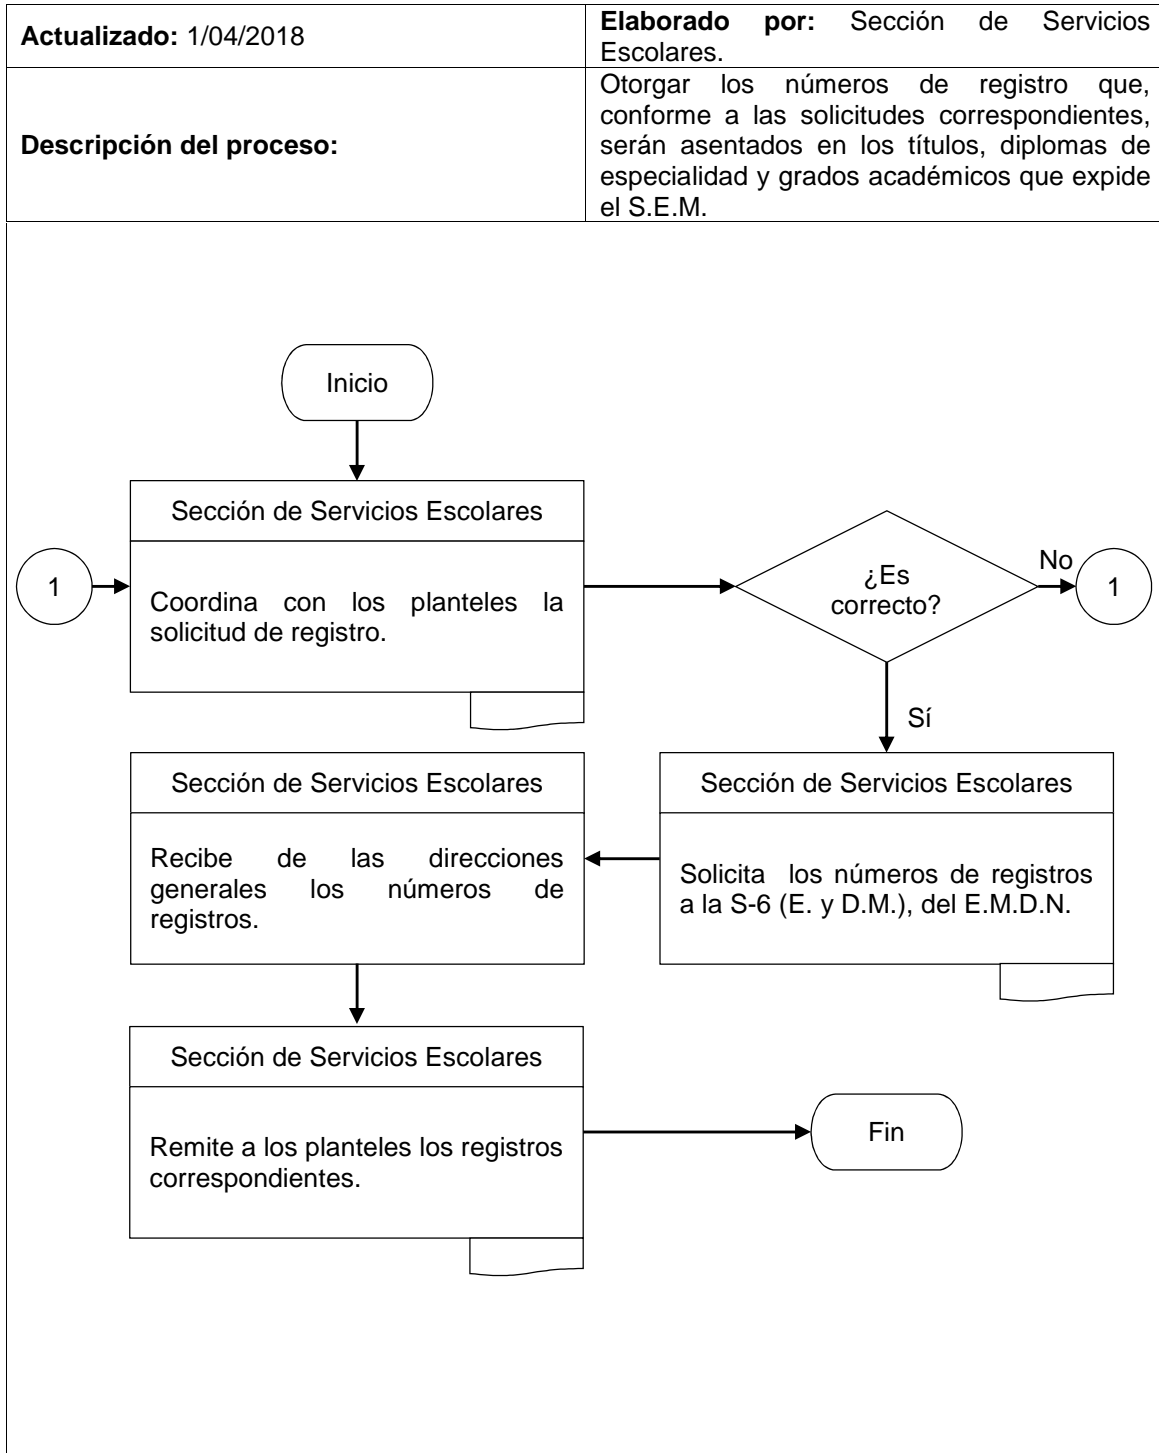 Actualizado: 1/04/2018
Elaborado por: Sección de Servicios
Escolares.
Descripción del proceso:
Otorgar los números de registro que,
conforme a las solicitudes correspondientes,
serán asentados en los títulos, diplomas de
especialidad y grados académicos que expide
el S.E.M.
Inicio
Sección de Servicios Escolares
1
Coordina con los planteles la
solicitud de registro.
¿Es
correcto?
No
1
Sí
Sección de Servicios Escolares
Solicita los números de registros
a la S-6 (E. y D.M.), del E.M.D.N.
Sección de Servicios Escolares
Recibe de las direcciones
generales los números de
registros.
Sección de Servicios Escolares
Remite a los planteles los registros
correspondientes.
Fin